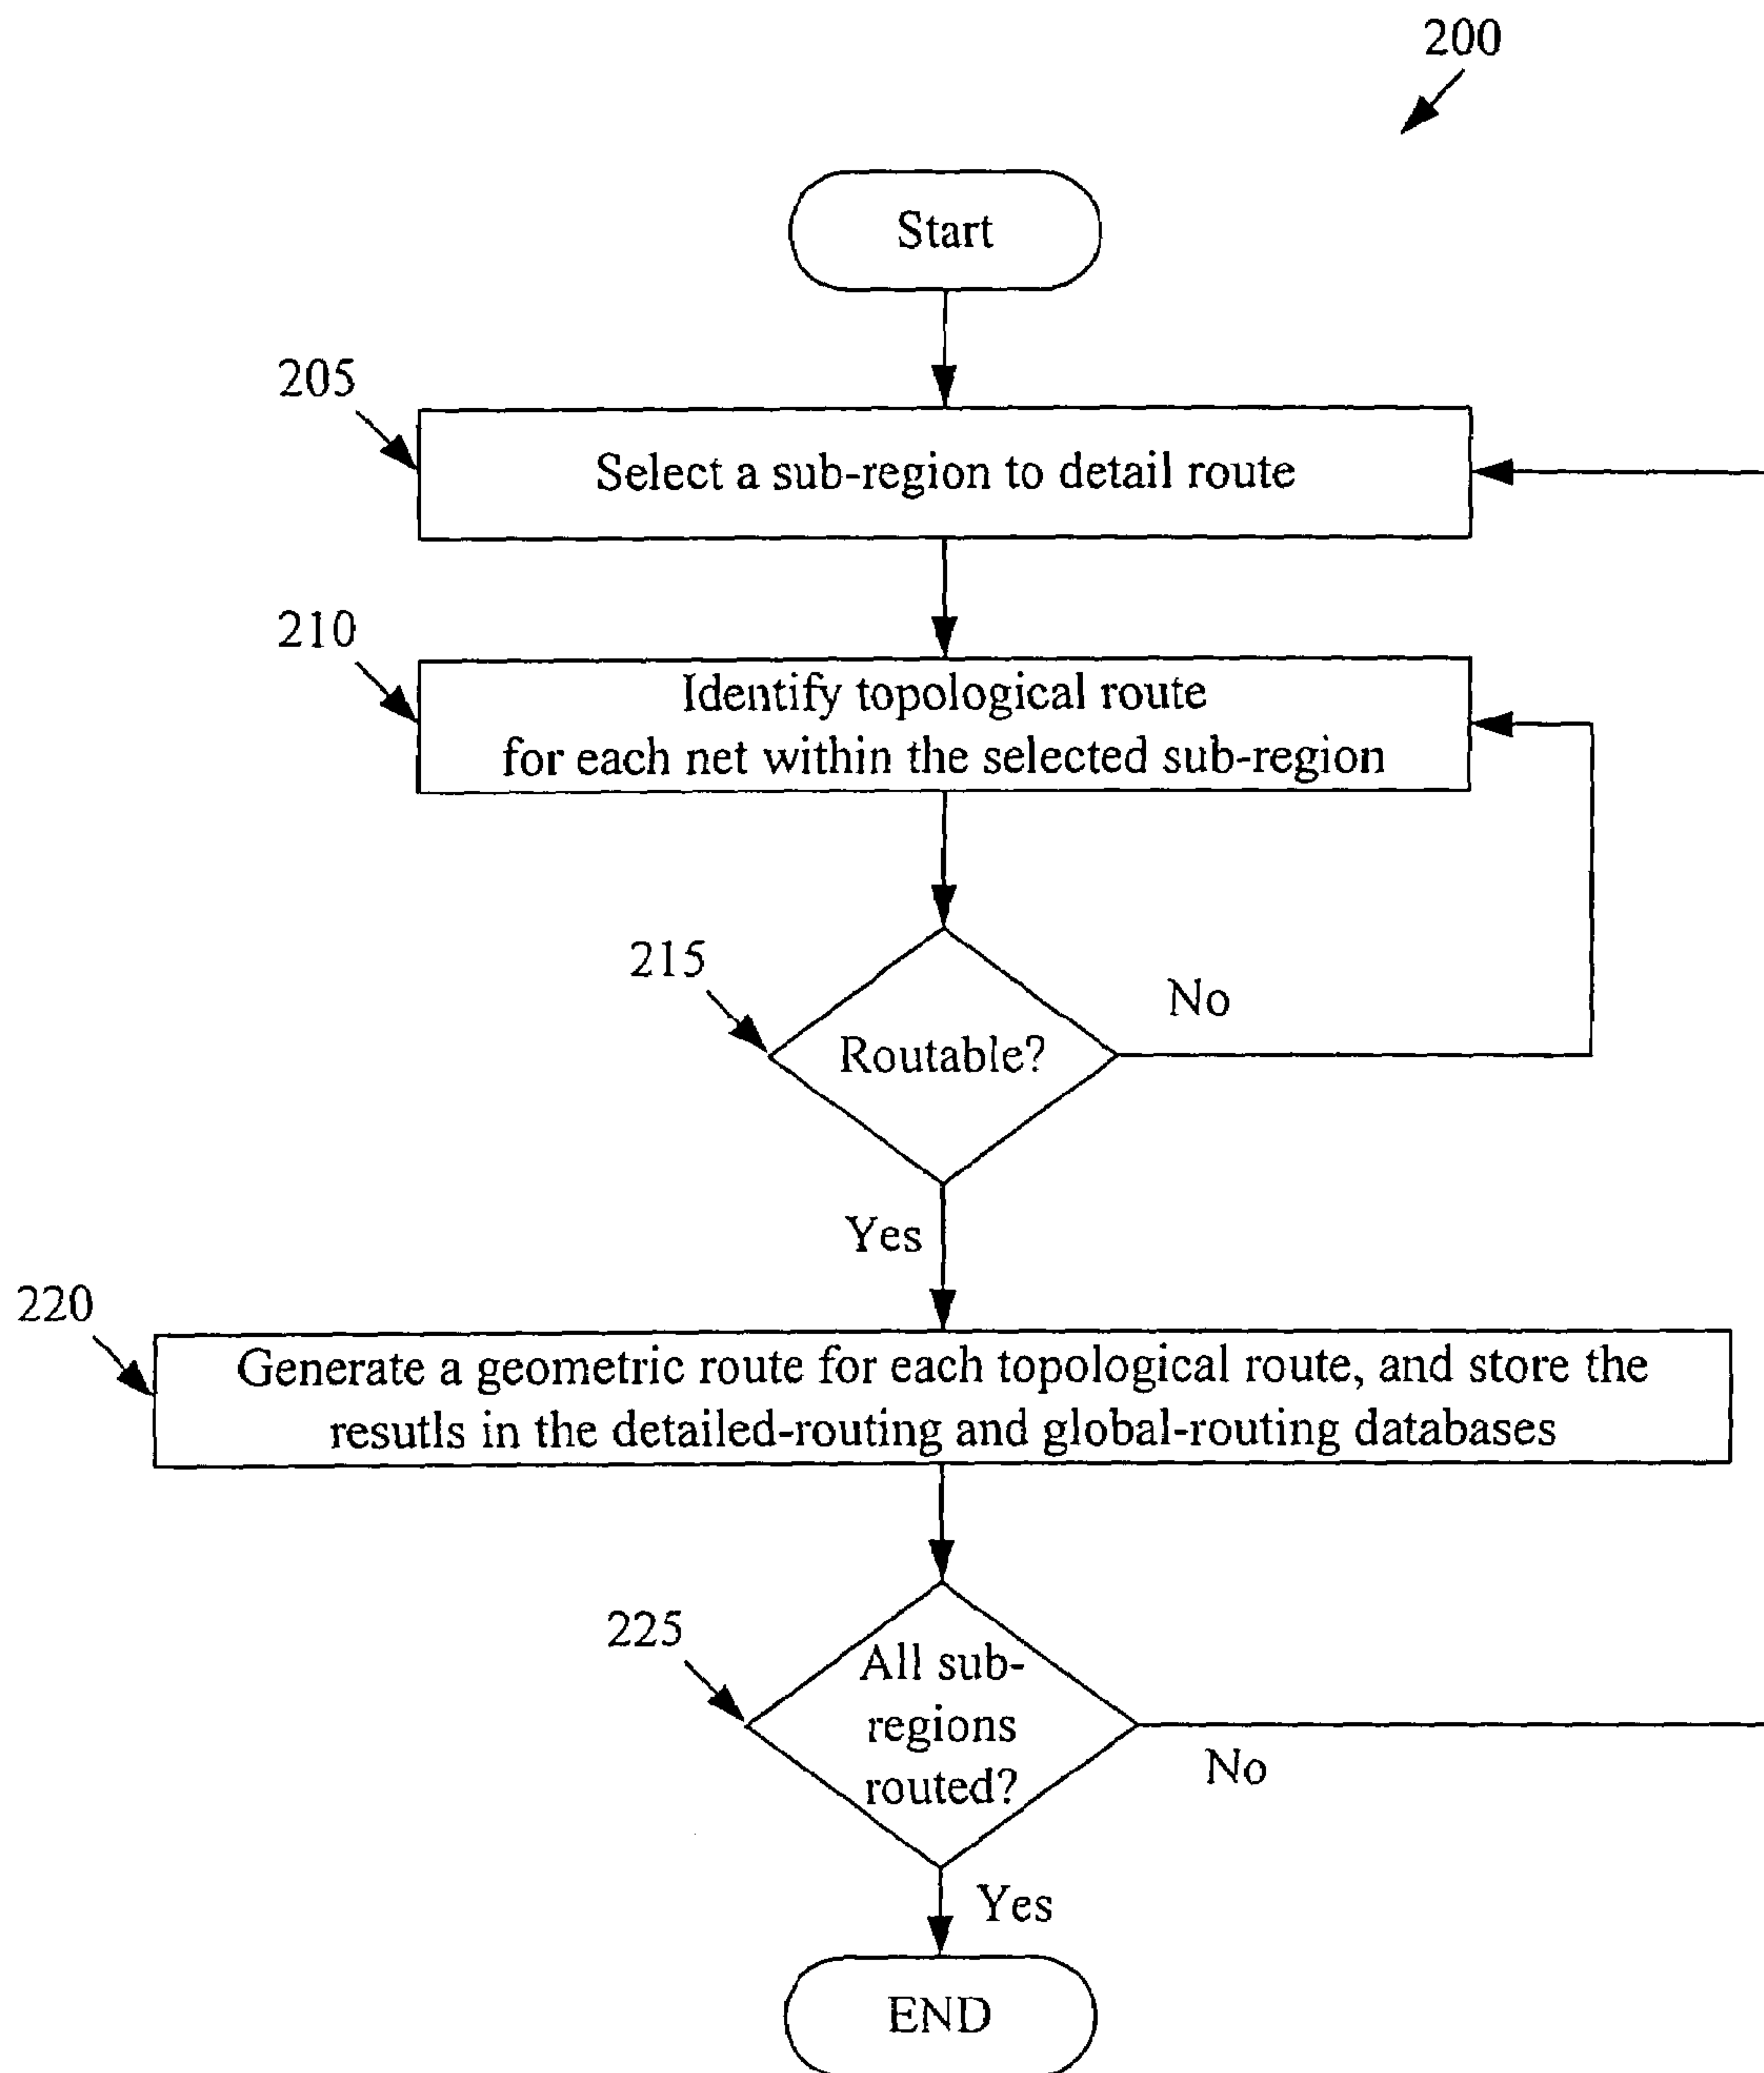 200
Start
205
Select a sub-region to detail route
210
Identify topological route
for each net within the selected sub-region
215
No
Routable?
Yes
220
Generate a geometric route for each topological route, and store the
resutls in the detailed-routing and global-routing databases
225
All sub-
regions
routed?
No
Yes
END